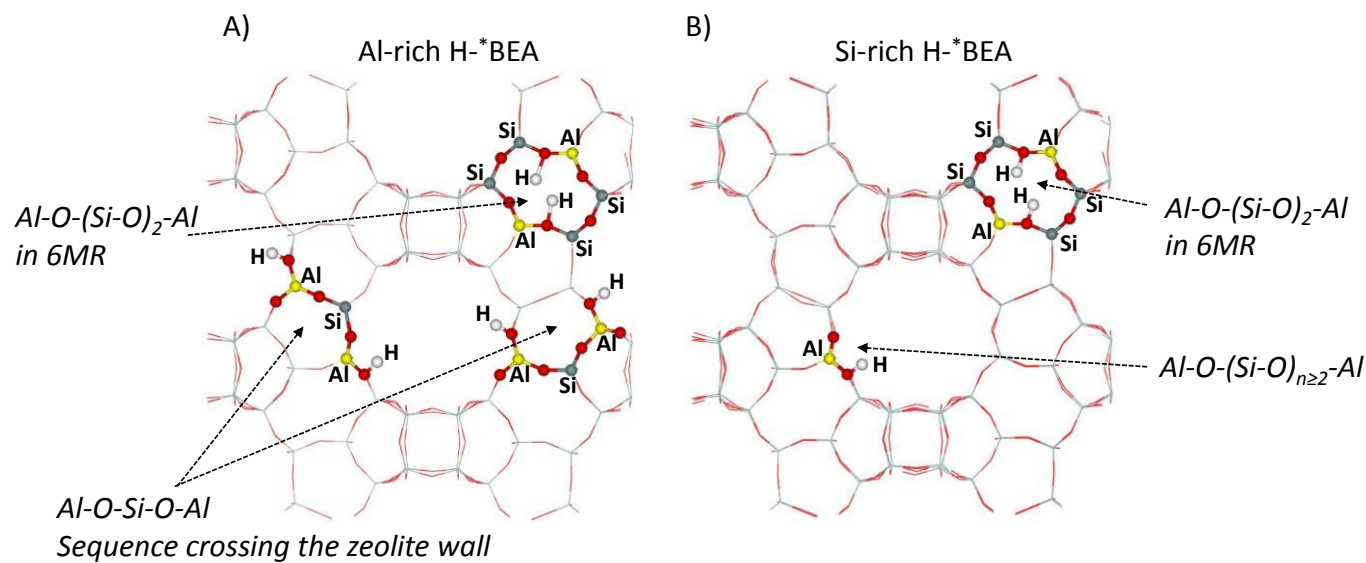 A)
Al-rich H-*BEA
Si
Al
H
Si
H
Si
Al
Si
Al-O-(Si-O)2-Al
in 6MR
H
Al
Si
Al
H
H
H
Al
Al
Si
Al-O-Si-O-Al
Sequence crossing the zeolite wall
B)
Si-rich H-*BEA
Si
Al
H
Si
H
Si
Al
Si
Al-O-(Si-O)2-Al
in 6MR
Al
H
Al-O-(Si-O)n≥2-Al